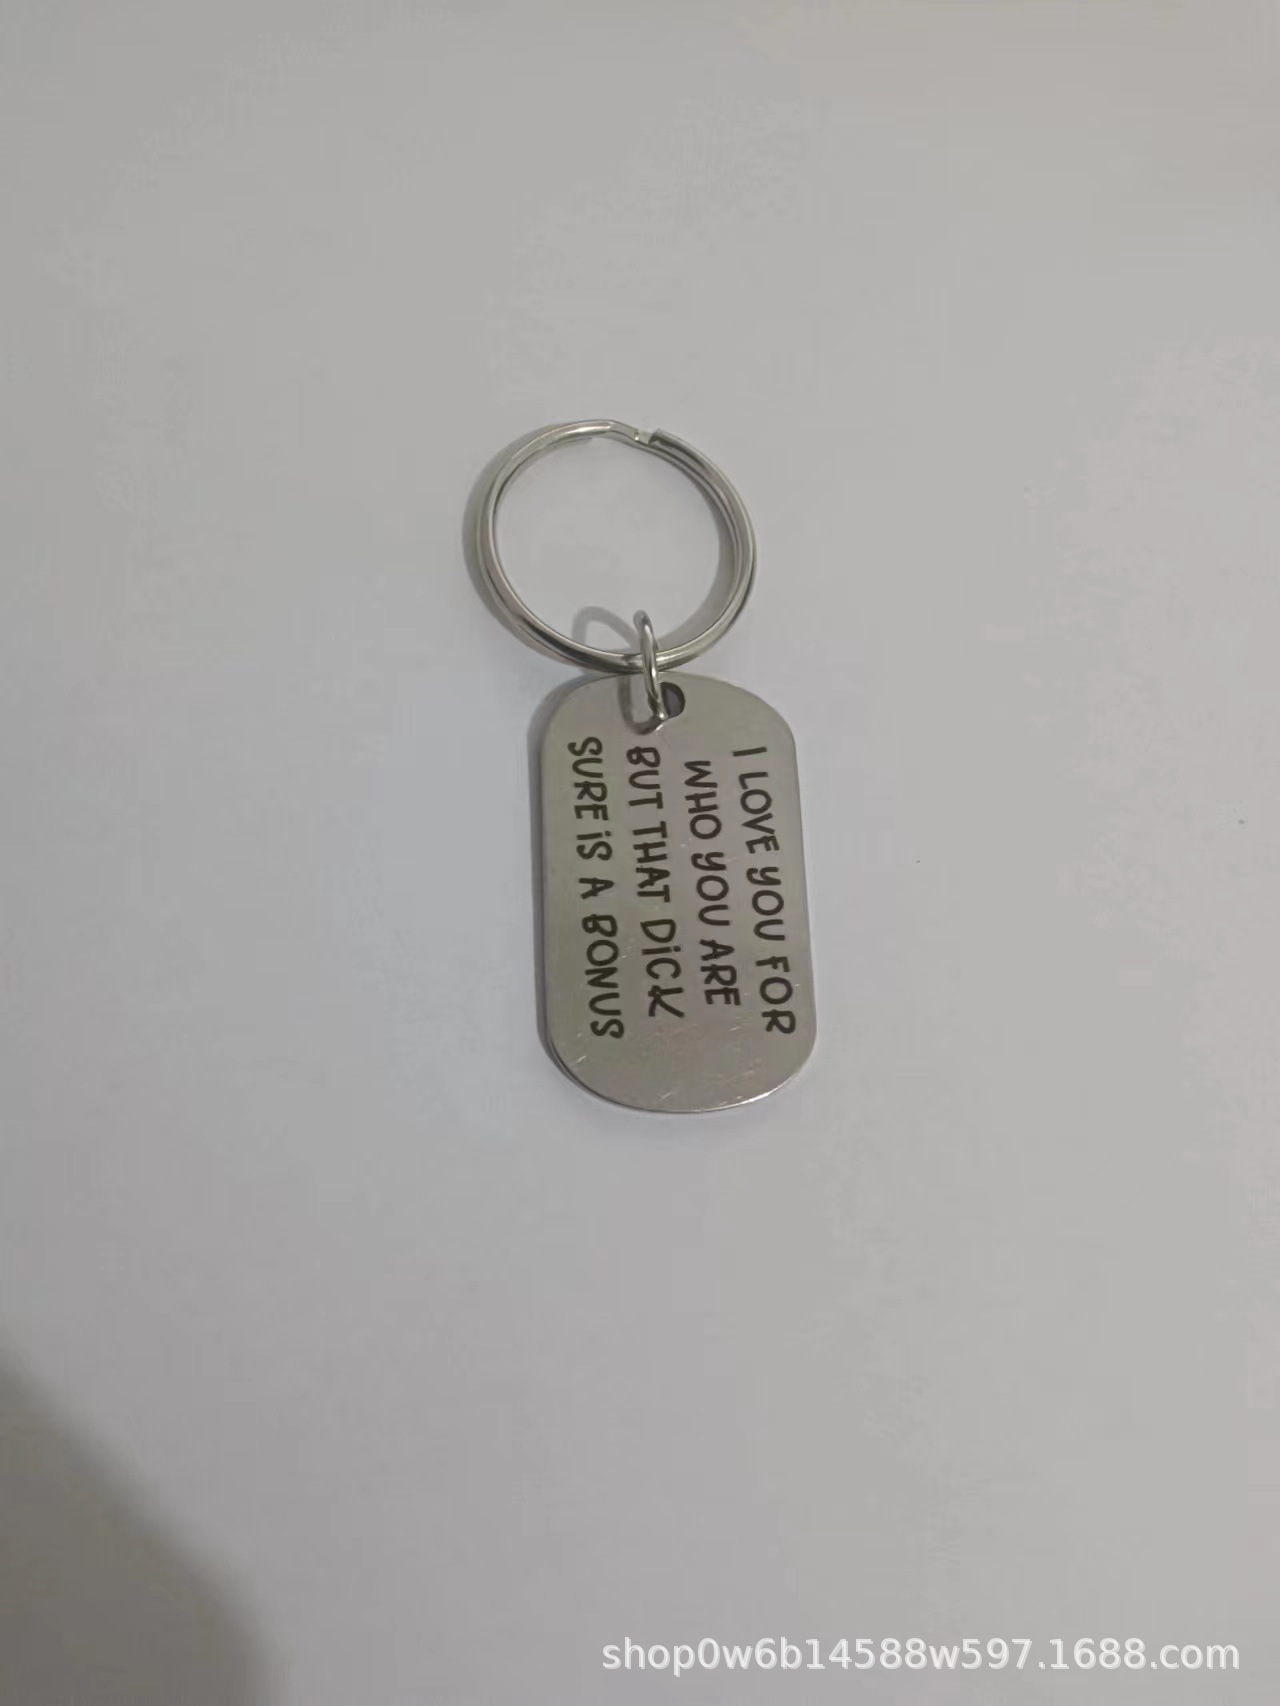 I LOVE YOU FOR
WHO YOU ARE
BUT THAT DiCK
SURE iS A BONUS
shop0w6b14588w597.1688.com